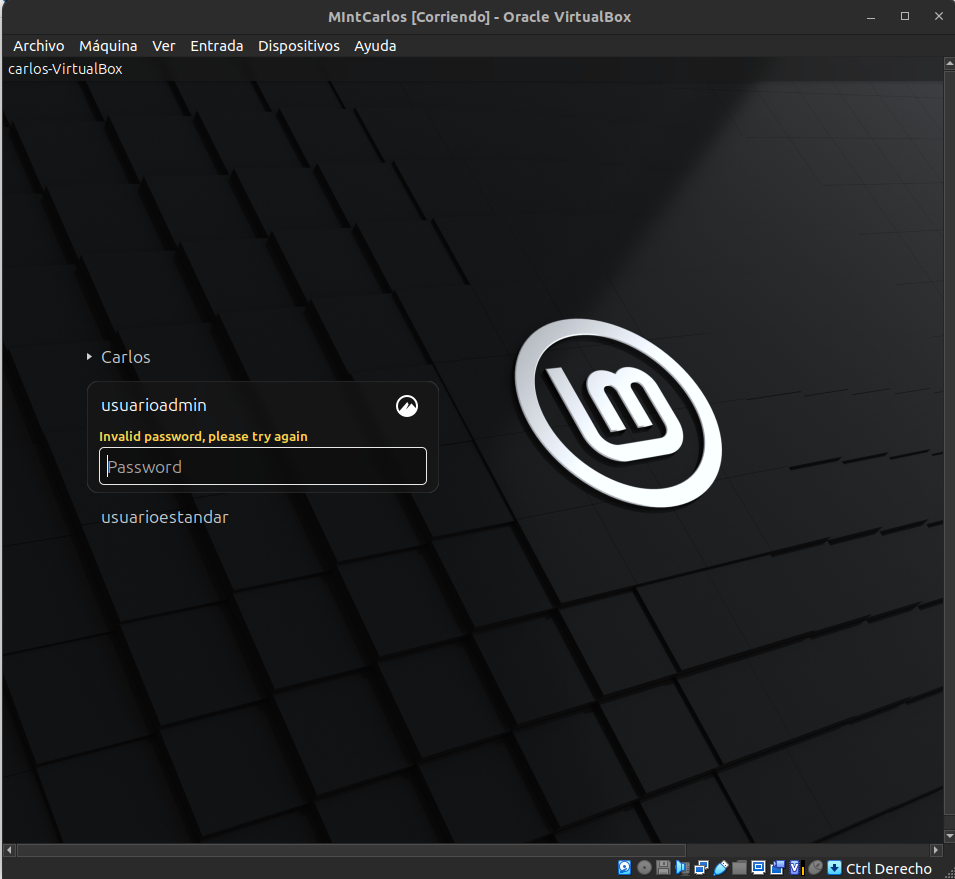 MIntCarlos [Corriendo] - Oracle VirtualBox
Archivo Máquina Ver Entrada Dispositivos Ayuda
carlos-VirtualBox
Carlos
usuarioadmin
Invalid password, please try again
Password
usuarioestandar
Ctrl Derecho